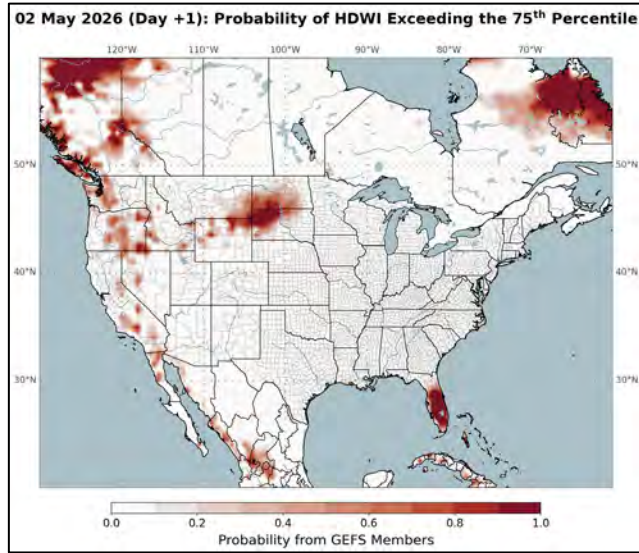 02 May 2026 (Day +1): Probability of HDWI Exceeding the 75th Percentile
120°W 110°W 100°W 90°W 80°W 70°W
50°N 50°N
40°N 40°N
30°N 30°N
0.0 0.2 0.4 0.6 0.8 1.0
Probability from GEFS Members